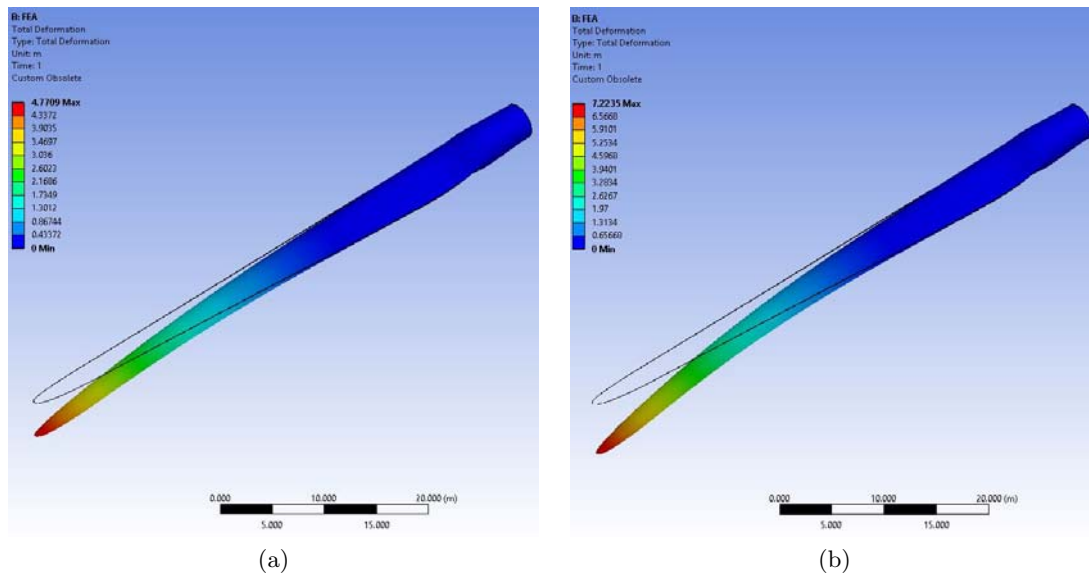 B: FEA
Total Deformation
Type: Total Deformation
Unit: m
Time: 1
Custom Obsolete
4.7709 Max
4.3372
3.9035
3.4697
3.036
2.6023
2.1686
1.7349
1.3012
0.86744
0.43372
0 Min
0.000 10.000 20.000 (m)
5.000 15.000
(a)
B: FEA
Total Deformation
Type: Total Deformation
Unit: m
Time: 1
Custom Obsolete
7.2235 Max
6.5668
5.9101
5.2534
4.5968
3.9401
3.2834
2.6267
1.97
1.3134
0.65668
0 Min
0.000 10.000 20.000 (m)
5.000 15.000
(b)